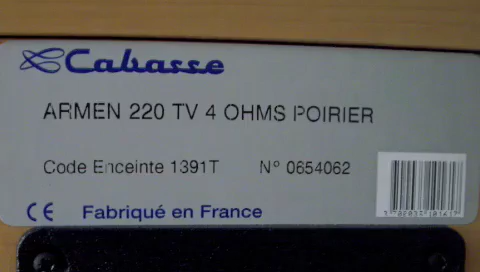 Cabasse
ARMEN 220 TV 4 OHMS POIRIER
Code Enceinte 1391T N° 0654062
CE Fabriqué en France